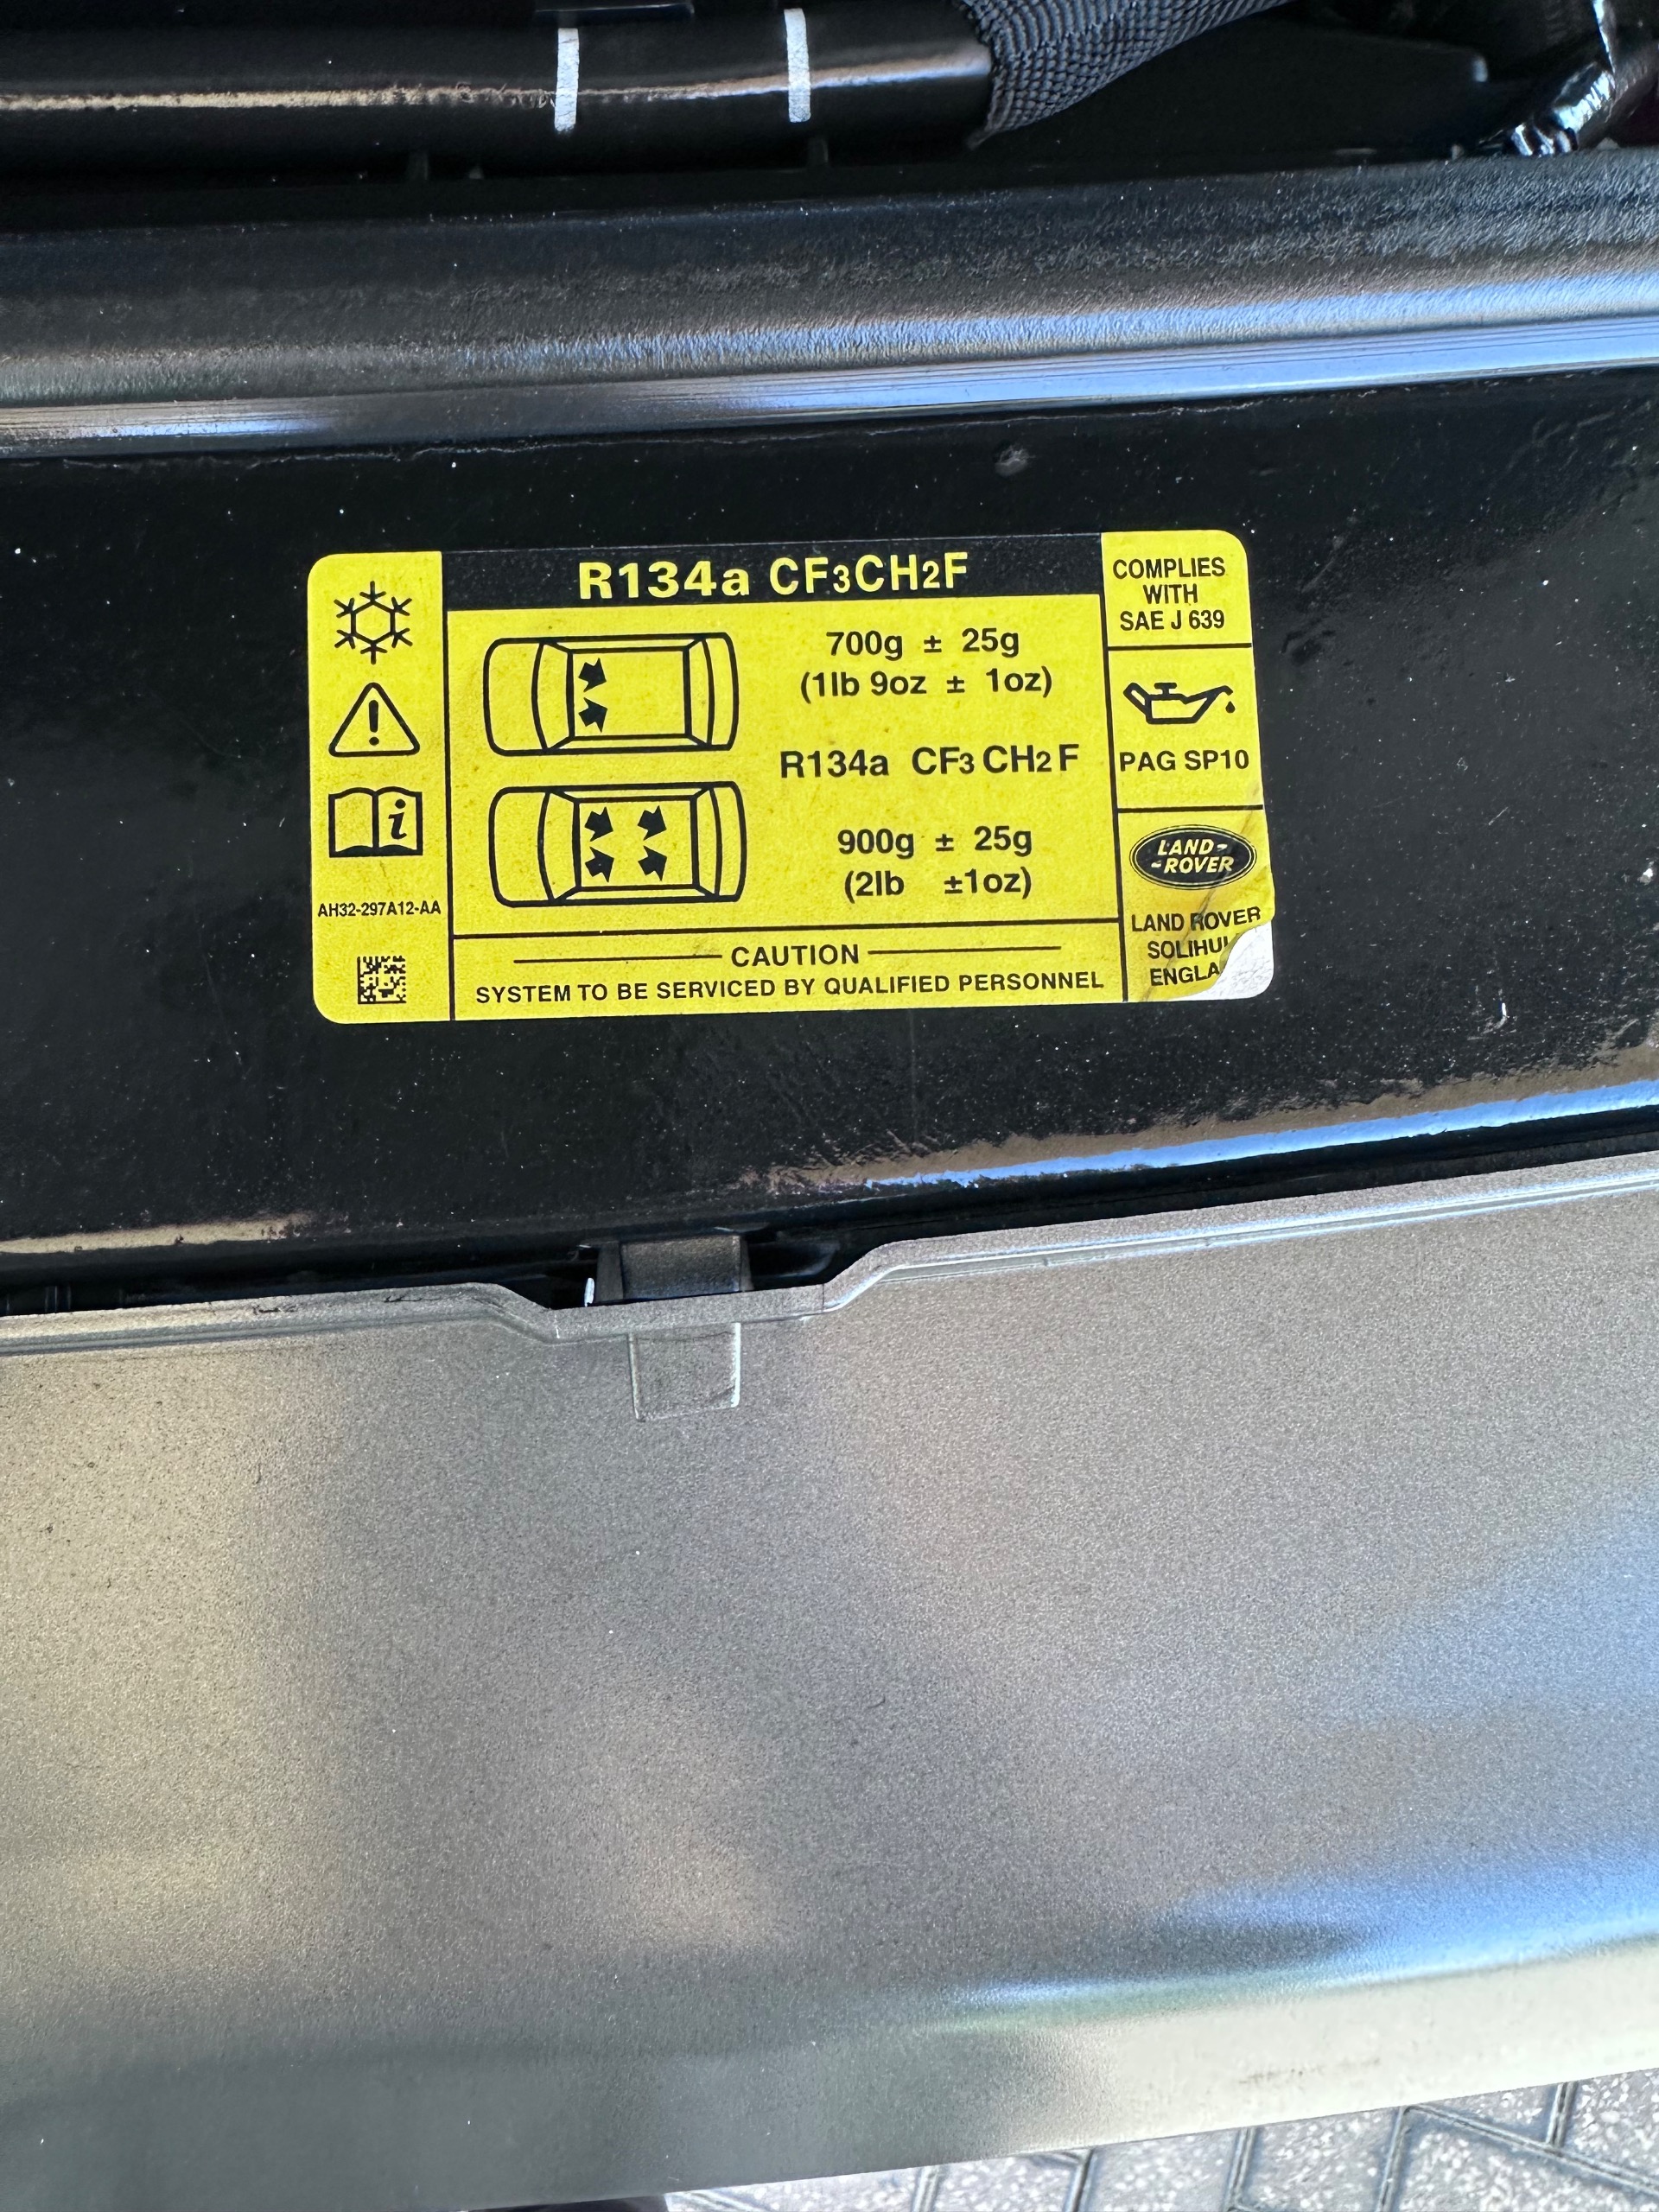 R134a CF3CH2F
700g ± 25g
(1lb 9oz ± 1oz)
R134a CF3 CH2 F
900g ± 25g
(2lb ±1oz)
CAUTION
SYSTEM TO BE SERVICED BY QUALIFIED PERSONNEL
i
AH32-297A12-AA
COMPLIES
WITH
SAE J 639
PAG SP10
LAND-
-ROVER
LAND ROVER